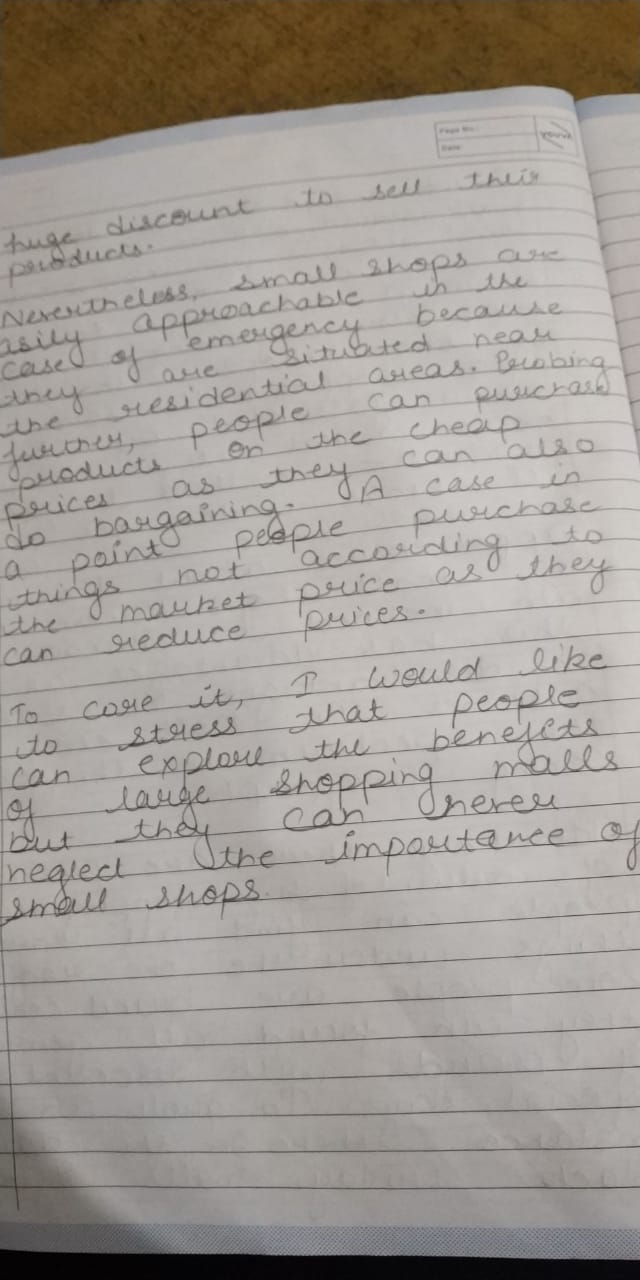 Page No.:
Date:
huge discount to sell their
products.
Nevertheless, small shops are
asily approachable in the
case of emergency because
they are situated near
the residential areas. Probing
further, people can purchase
products on the cheap
prices as they can also
do bargaining. A case in
a point people purchase
things not according to
the market price as they
can reduce prices.
To core it, I would like
to stress that people
can explore the benefits
of large shopping malls
but they can never
neglect the importance of
small shops.